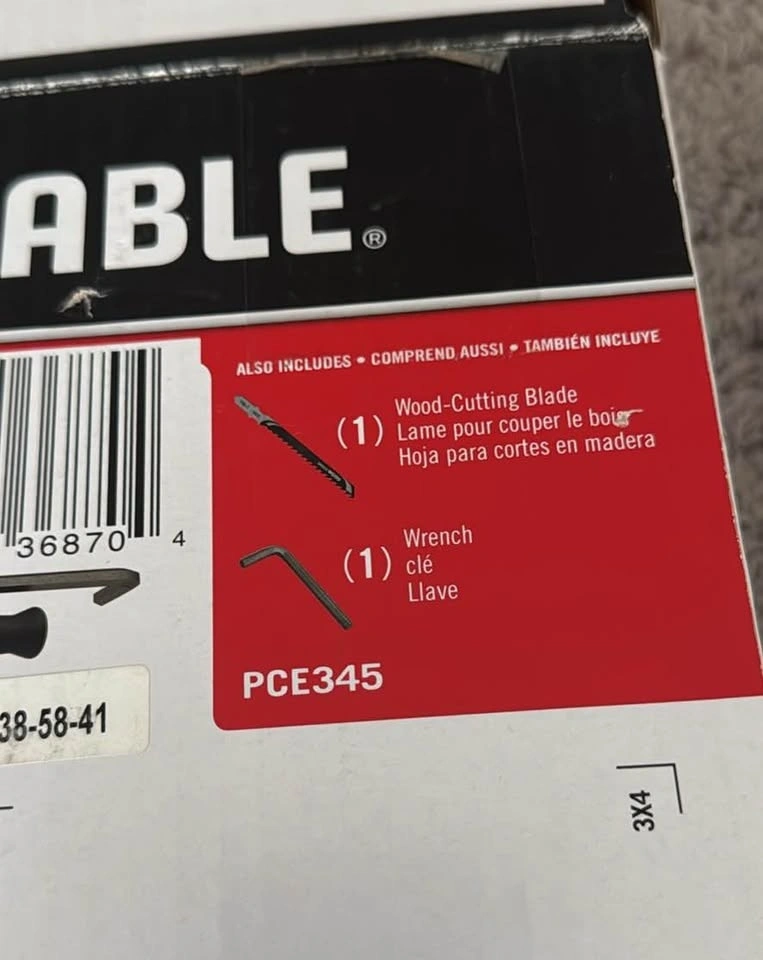 ABLE®
ALSO INCLUDES • COMPREND AUSSI • TAMBIÉN INCLUYE
(1) Wood-Cutting Blade
Lame pour couper le bois
Hoja para cortes en madera
36870 4
(1) Wrench
clé
Llave
PCE345
38-58-41
3X4